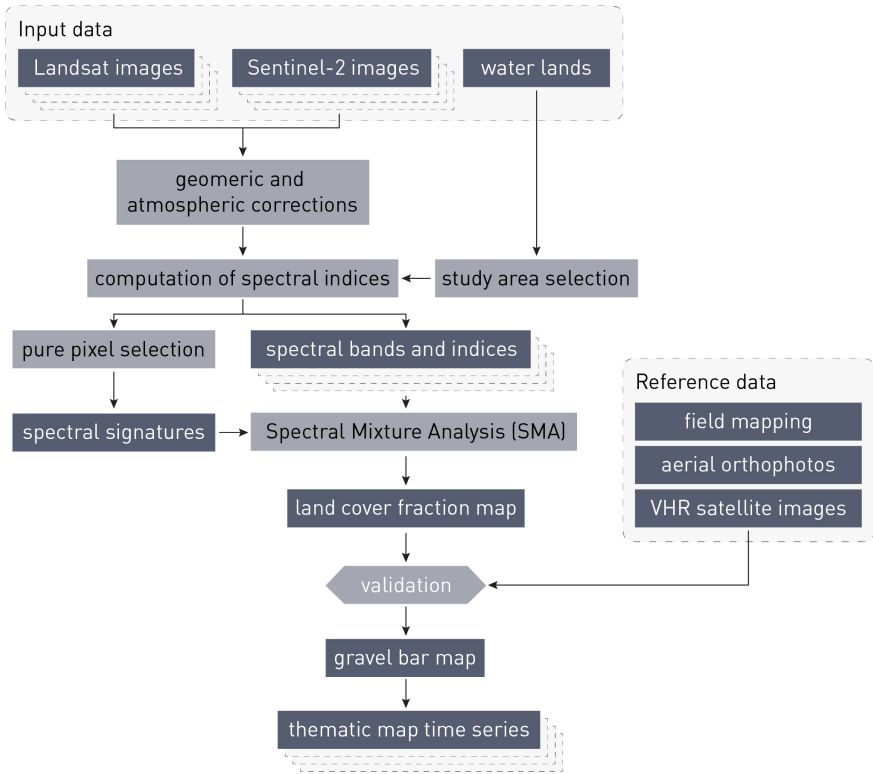 Input data
Landsat images
Sentinel-2 images
water lands
geomeric and
atmospheric corrections
computation of spectral indices
study area selection
pure pixel selection
spectral bands and indices
spectral signatures
Spectral Mixture Analysis (SMA)
Reference data
field mapping
aerial orthophotos
VHR satellite images
land cover fraction map
validation
gravel bar map
thematic map time series